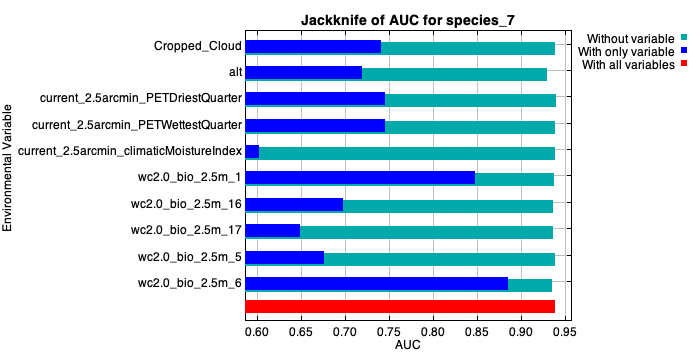 Jackknife of AUC for species_7
Without variable
With only variable
With all variables
Environmental Variable
Cropped_Cloud
alt
current_2.5arcmin_PETDriestQuarter
current_2.5arcmin_PETWettestQuarter
current_2.5arcmin_climaticMoistureIndex
wc2.0_bio_2.5m_1
wc2.0_bio_2.5m_16
wc2.0_bio_2.5m_17
wc2.0_bio_2.5m_5
wc2.0_bio_2.5m_6
0.60 0.65 0.70 0.75 0.80 0.85 0.90 0.95
AUC